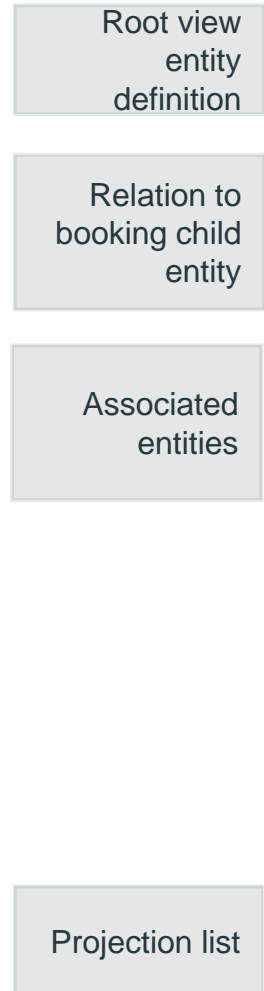 Root view
entity
definition
Relation to
booking child
entity
Associated
entities
Projection list